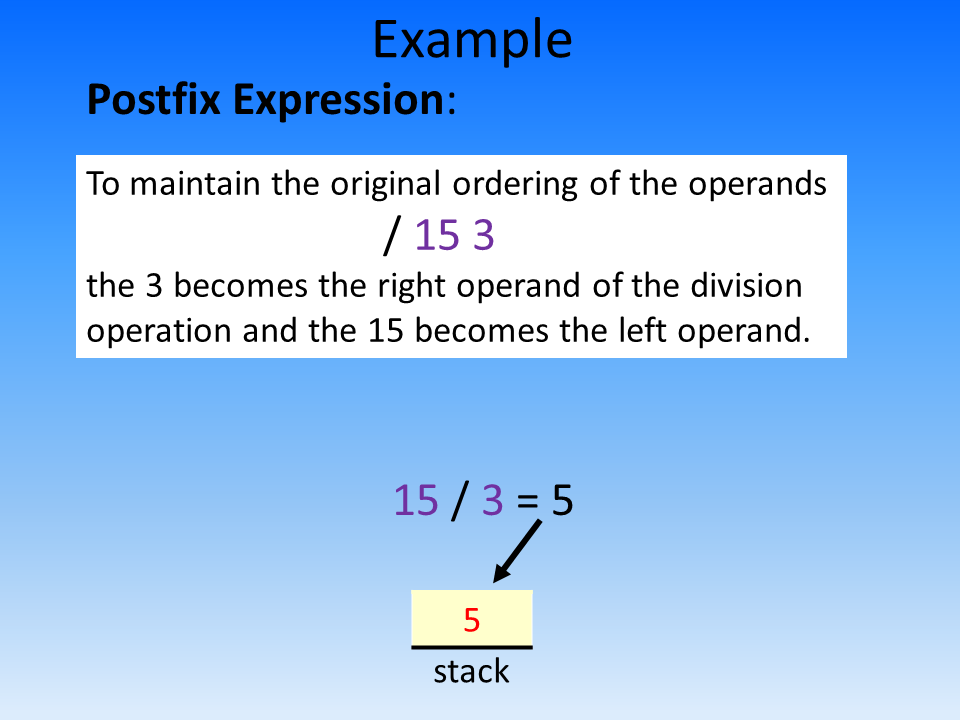 Example
Postfix Expression:
To maintain the original ordering of the operands
/ 15 3
the 3 becomes the right operand of the division
operation and the 15 becomes the left operand.
15 / 3 = 5
5
stack